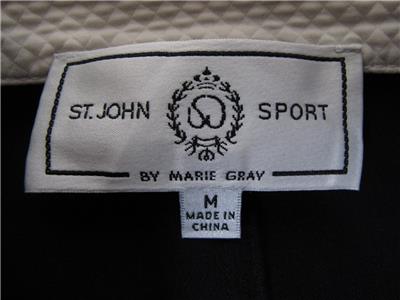 ST. JOHN SPORT
BY MARIE GRAY
M
MADE IN
CHINA